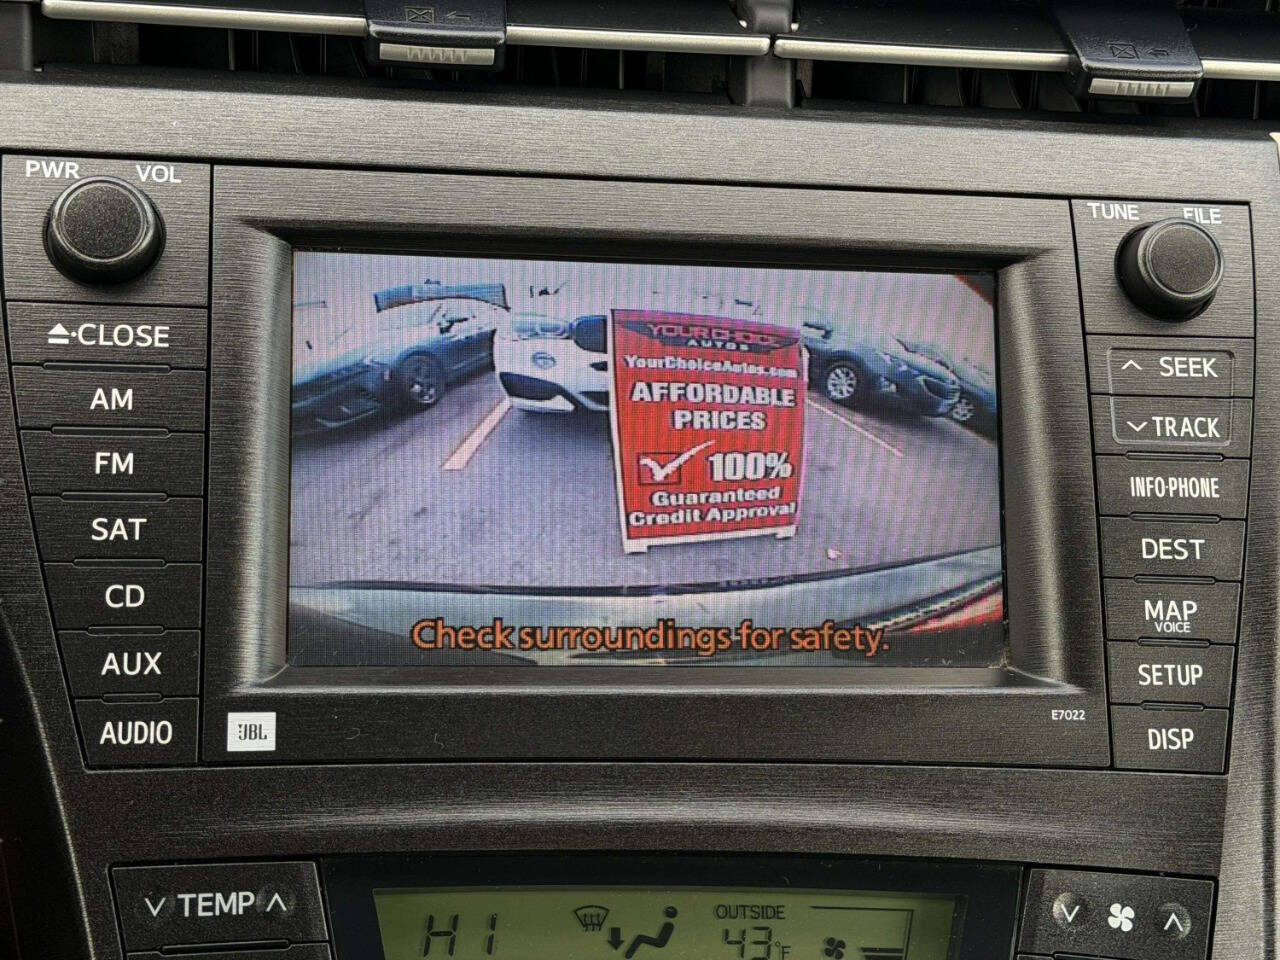 PWR VOL
TUNE FILE
CLOSE
AM
FM
SAT
CD
AUX
AUDIO
YOUR CHOICE
AUTOS
YourChoiceAutos.com
AFFORDABLE
PRICES
100%
Guaranteed
Credit Approval
Check surroundings for safety.
JBL
E7022
SEEK
TRACK
INFO·PHONE
DEST
MAP
VOICE
SETUP
DISP
TEMP
HI
OUTSIDE
43°F